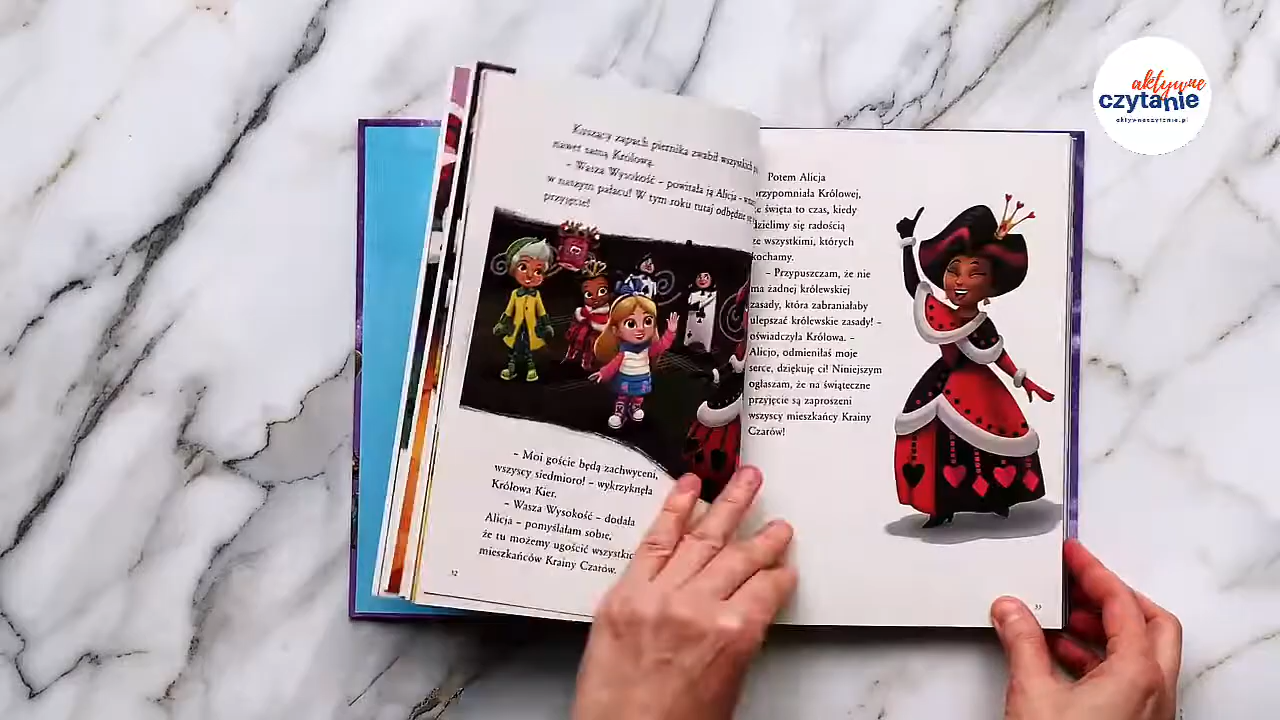 Kuszący zapach piernika zwabił wszystkich
nawet samą Królową.
– Wasza Wysokość – powitała ją Alicja –
w naszym pałacu! W tym roku tutaj odbędzie się
przyjęcie!
– Moi goście będą zachwyceni,
wszyscy siedmioro! – wykrzyknęła
Królowa Kier.
– Wasza Wysokość – dodała
Alicja – pomyślałam sobie,
że tu możemy ugościć wszystkic
mieszkańców Krainy Czarów.
32
Potem Alicja
przypomniała Królowej,
że święta to czas, kiedy
dzielimy się radością
ze wszystkimi, których
kochamy.
– Przypuszczam, że nie
ma żadnej królewskiej
zasady, która zabraniałaby
ulepszać królewskie zasady! –
oświadczyła Królowa. –
Alicjo, odmieniłaś moje
serce, dziękuję ci! Niniejszym
ogłaszam, że na świąteczne
przyjęcie są zaproszeni
wszyscy mieszkańcy Krainy
Czarów!
33
aktywne
czytanie
aktywneczytanie.pl